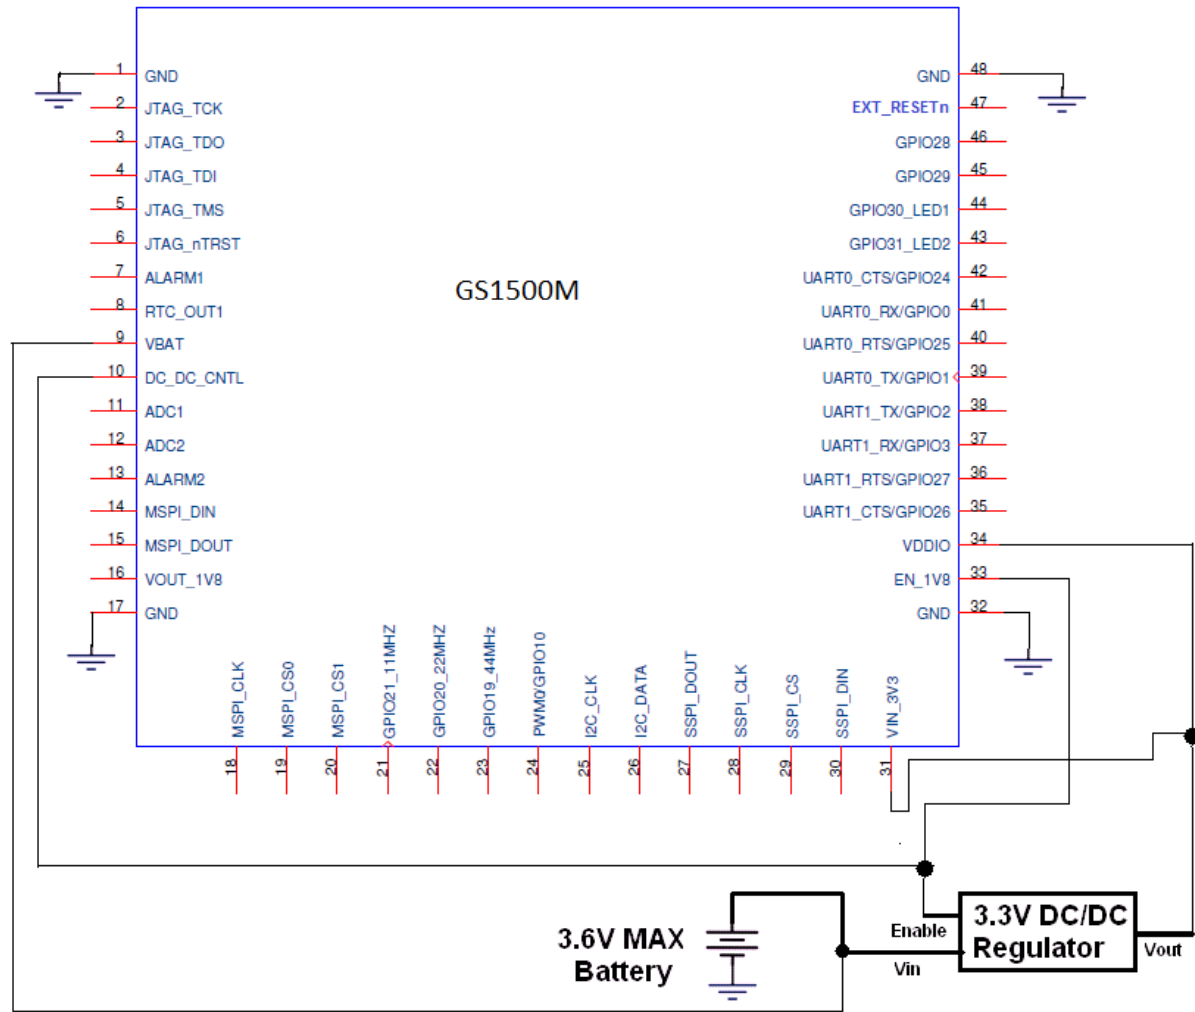 1 GND
2 JTAG_TCK
3 JTAG_TDO
4 JTAG_TDI
5 JTAG_TMS
6 JTAG_nTRST
7 ALARM1
8 RTC_OUT1
9 VBAT
10 DC_DC_CNTL
11 ADC1
12 ADC2
13 ALARM2
14 MSPI_DIN
15 MSPI_DOUT
16 VOUT_1V8
17 GND
GS1500M
GND 48
EXT_RESETn 47
GPIO28 46
GPIO29 45
GPIO30_LED1 44
GPIO31_LED2 43
UART0_CTS/GPIO24 42
UART0_RX/GPIO0 41
UART0_RTS/GPIO25 40
UART0_TX/GPIO1 39
UART1_TX/GPIO2 38
UART1_RX/GPIO3 37
UART1_RTS/GPIO27 36
UART1_CTS/GPIO26 35
VDDIO 34
EN_1V8 33
GND 32
MSPI_CLK 18
MSPI_CS0 19
MSPI_CS1 20
GPIO21_11MHZ 21
GPIO20_22MHZ 22
GPIO19_44MHz 23
PWM0/GPIO10 24
I2C_CLK 25
I2C_DATA 26
SSPI_DOUT 27
SSPI_CLK 28
SSPI_CS 29
SSPI_DIN 30
VIN_3V3 31
3.6V MAX
Battery
Enable
Vin
3.3V DC/DC
Regulator
Vout